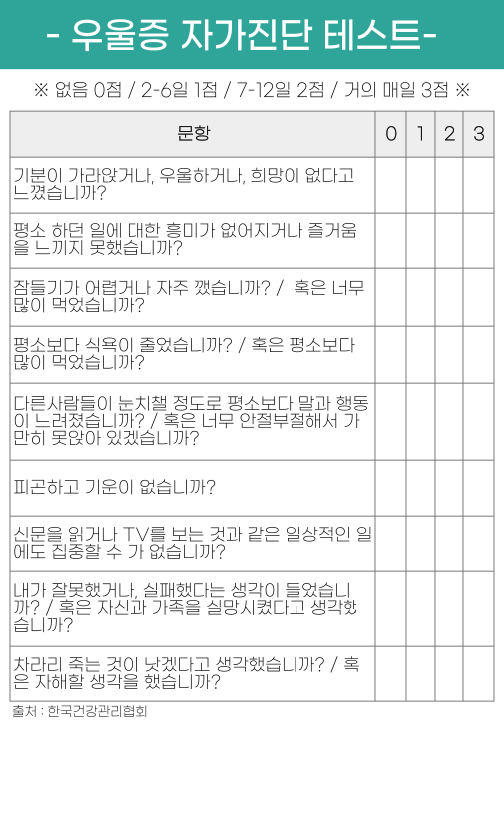 - 우울증 자가진단 테스트-
※ 없음 0점 / 2-6일 1점 / 7-12일 2점 / 거의 매일 3점 ※
문항 0 1 2 3
기분이 가라앉거나, 우울하거나, 희망이 없다고
느꼈습니까?
평소 하던 일에 대한 흥미가 없어지거나 즐거움
을 느끼지 못했습니까?
잠들기가 어렵거나 자주 깼습니까? / 혹은 너무
많이 먹었습니까?
평소보다 식욕이 줄었습니까? / 혹은 평소보다
많이 먹었습니까?
다른사람들이 눈치챌 정도로 평소보다 말과 행동
이 느려졌습니까? / 혹은 너무 안절부절해서 가
만히 못앉아 있겠습니까?
피곤하고 기운이 없습니까?
신문을 읽거나 TV를 보는 것과 같은 일상적인 일
에도 집중할 수 가 없습니까?
내가 잘못했거나, 실패했다는 생각이 들었습니
까? / 혹은 자신과 가족을 실망시켰다고 생각핬
습니까?
차라리 죽는 것이 낫겠다고 생각했습니까? / 혹
은 자해할 생각을 했습니까?
출처 : 한국건강관리협회